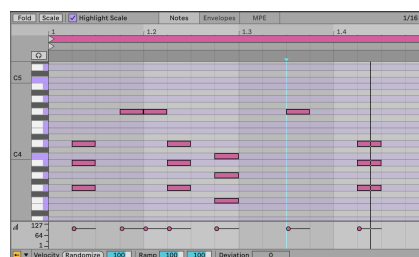 Fold Scale Highlight Scale Notes Envelopes MPE 1/16
1 1.2 1.3 1.4
C5
C4
127
64
1
Velocity Randomize 100 Ramp 100 100 Deviation 0